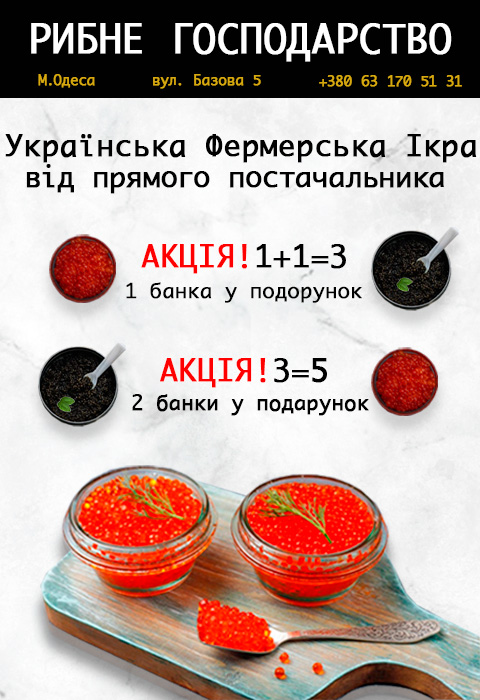 РИБНЕ ГОСПОДАРСТВО
М.Одеса вул. Базова 5 +380 63 170 51 31
Українська Фермерська Ікра
від прямого постачальника
АКЦІЯ!1+1=3
1 банка у подорунок
АКЦІЯ!3=5
2 банки у подарунок